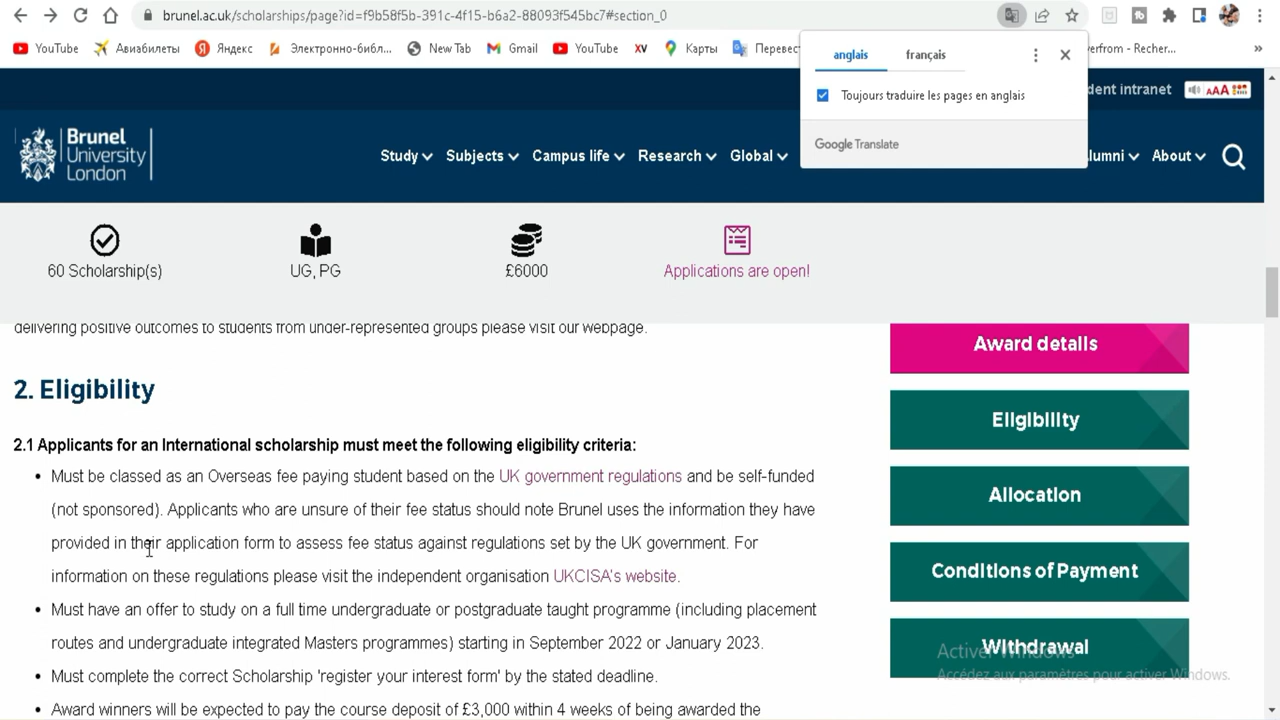 brunel.ac.uk/scholarships/page?id=f9b58f5b-391c-4f15-b6a2-88093f545bc7#section_0
YouTube Авиабилеты Яндекс Электронно-библ... New Tab Gmail YouTube Карты Перевест verfrom - Recher... »
anglais français
Toujours traduire les pages en anglais
Google Translate
dent intranet AAA
Brunel
University
London
Study Subjects Campus life Research Global lumni About
60 Scholarship(s) UG, PG £6000 Applications are open!
delivering positive outcomes to students from under-represented groups please visit our webpage.
2. Eligibility
2.1 Applicants for an International scholarship must meet the following eligibility criteria:
• Must be classed as an Overseas fee paying student based on the UK government regulations and be self-funded
(not sponsored). Applicants who are unsure of their fee status should note Brunel uses the information they have
provided in their application form to assess fee status against regulations set by the UK government. For
information on these regulations please visit the independent organisation UKCISA's website.
• Must have an offer to study on a full time undergraduate or postgraduate taught programme (including placement
routes and undergraduate integrated Masters programmes) starting in September 2022 or January 2023.
• Must complete the correct Scholarship 'register your interest form' by the stated deadline.
• Award winners will be expected to pay the course deposit of £3,000 within 4 weeks of being awarded the
Award details
Eligibility
Allocation
Conditions of Payment
Withdrawal
Activer Windows
Accédez aux paramètres pour activer Windows.